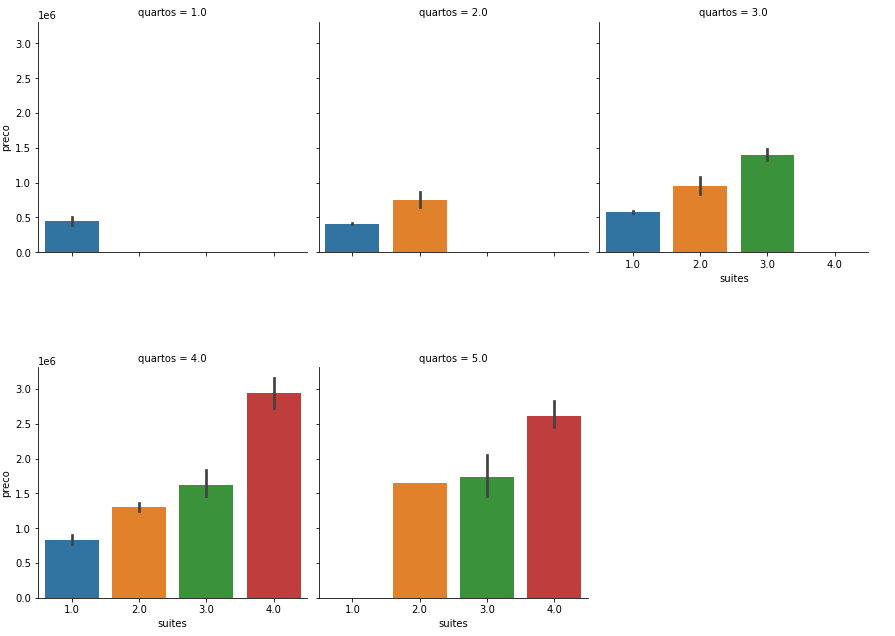 quartos = 1.0
quartos = 2.0
quartos = 3.0
1e6
3.0
2.5
2.0
1.5
1.0
0.5
0.0
preco
1.0 2.0 3.0 4.0
suites
quartos = 4.0
quartos = 5.0
1e6
3.0
2.5
2.0
1.5
1.0
0.5
0.0
preco
1.0 2.0 3.0 4.0
suites
1.0 2.0 3.0 4.0
suites